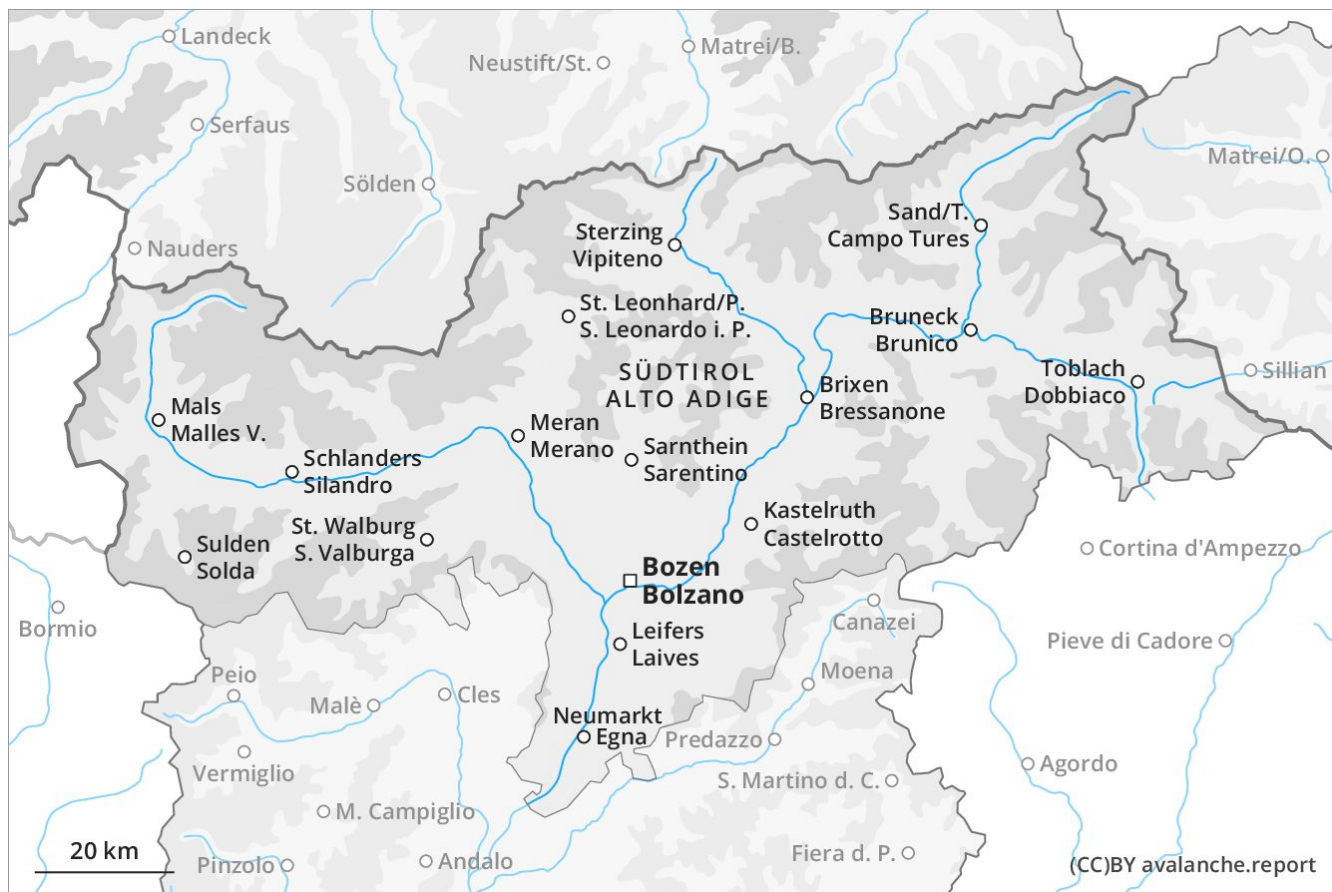 Landeck
Matrei/B.
Neustift/St.
Serfaus
Matrei/O.
Sölden
Sand/T.
Campo Tures
Sterzing
Vipiteno
Nauders
St. Leonhard/P.
S. Leonardo i. P.
Bruneck
Brunico
SÜDTIROL
ALTO ADIGE
Toblach
Dobbiaco
Sillian
Brixen
Bressanone
Mals
Malles V.
Meran
Merano
Sarnthein
Sarentino
Schlanders
Silandro
Kastelruth
Castelrotto
St. Walburg
S. Valburga
Sulden
Solda
Cortina d'Ampezzo
Bozen
Bolzano
Bormio
Canazei
Leifers
Laives
Pieve di Cadore
Peio
Moena
Malè
Cles
Neumarkt
Egna
Predazzo
Vermiglio
Agordo
S. Martino d. C.
M. Campiglio
20 km
Pinzolo
Andalo
Fiera d. P.
(CC)BY avalanche.report